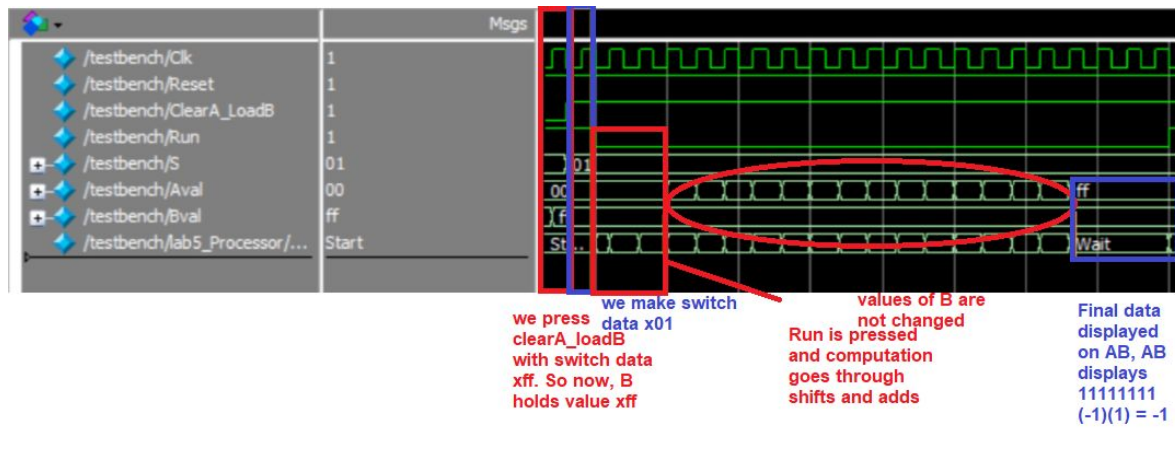 Msgs
/testbench/Clk 1
/testbench/Reset 1
/testbench/ClearA_LoadB 1
/testbench/Run 1
/testbench/S 01 01
/testbench/Aval 00 00 ff
/testbench/Bval ff f
/testbench/lab5_Processor/... Start St... Wait
we press
clearA_loadB
with switch data
xff. So now, B
holds value xff
we make switch
data x01
values of B are
not changed
Run is pressed
and computation
goes through
shifts and adds
Final data
displayed
on AB, AB
displays
11111111
(-1)(1) = -1